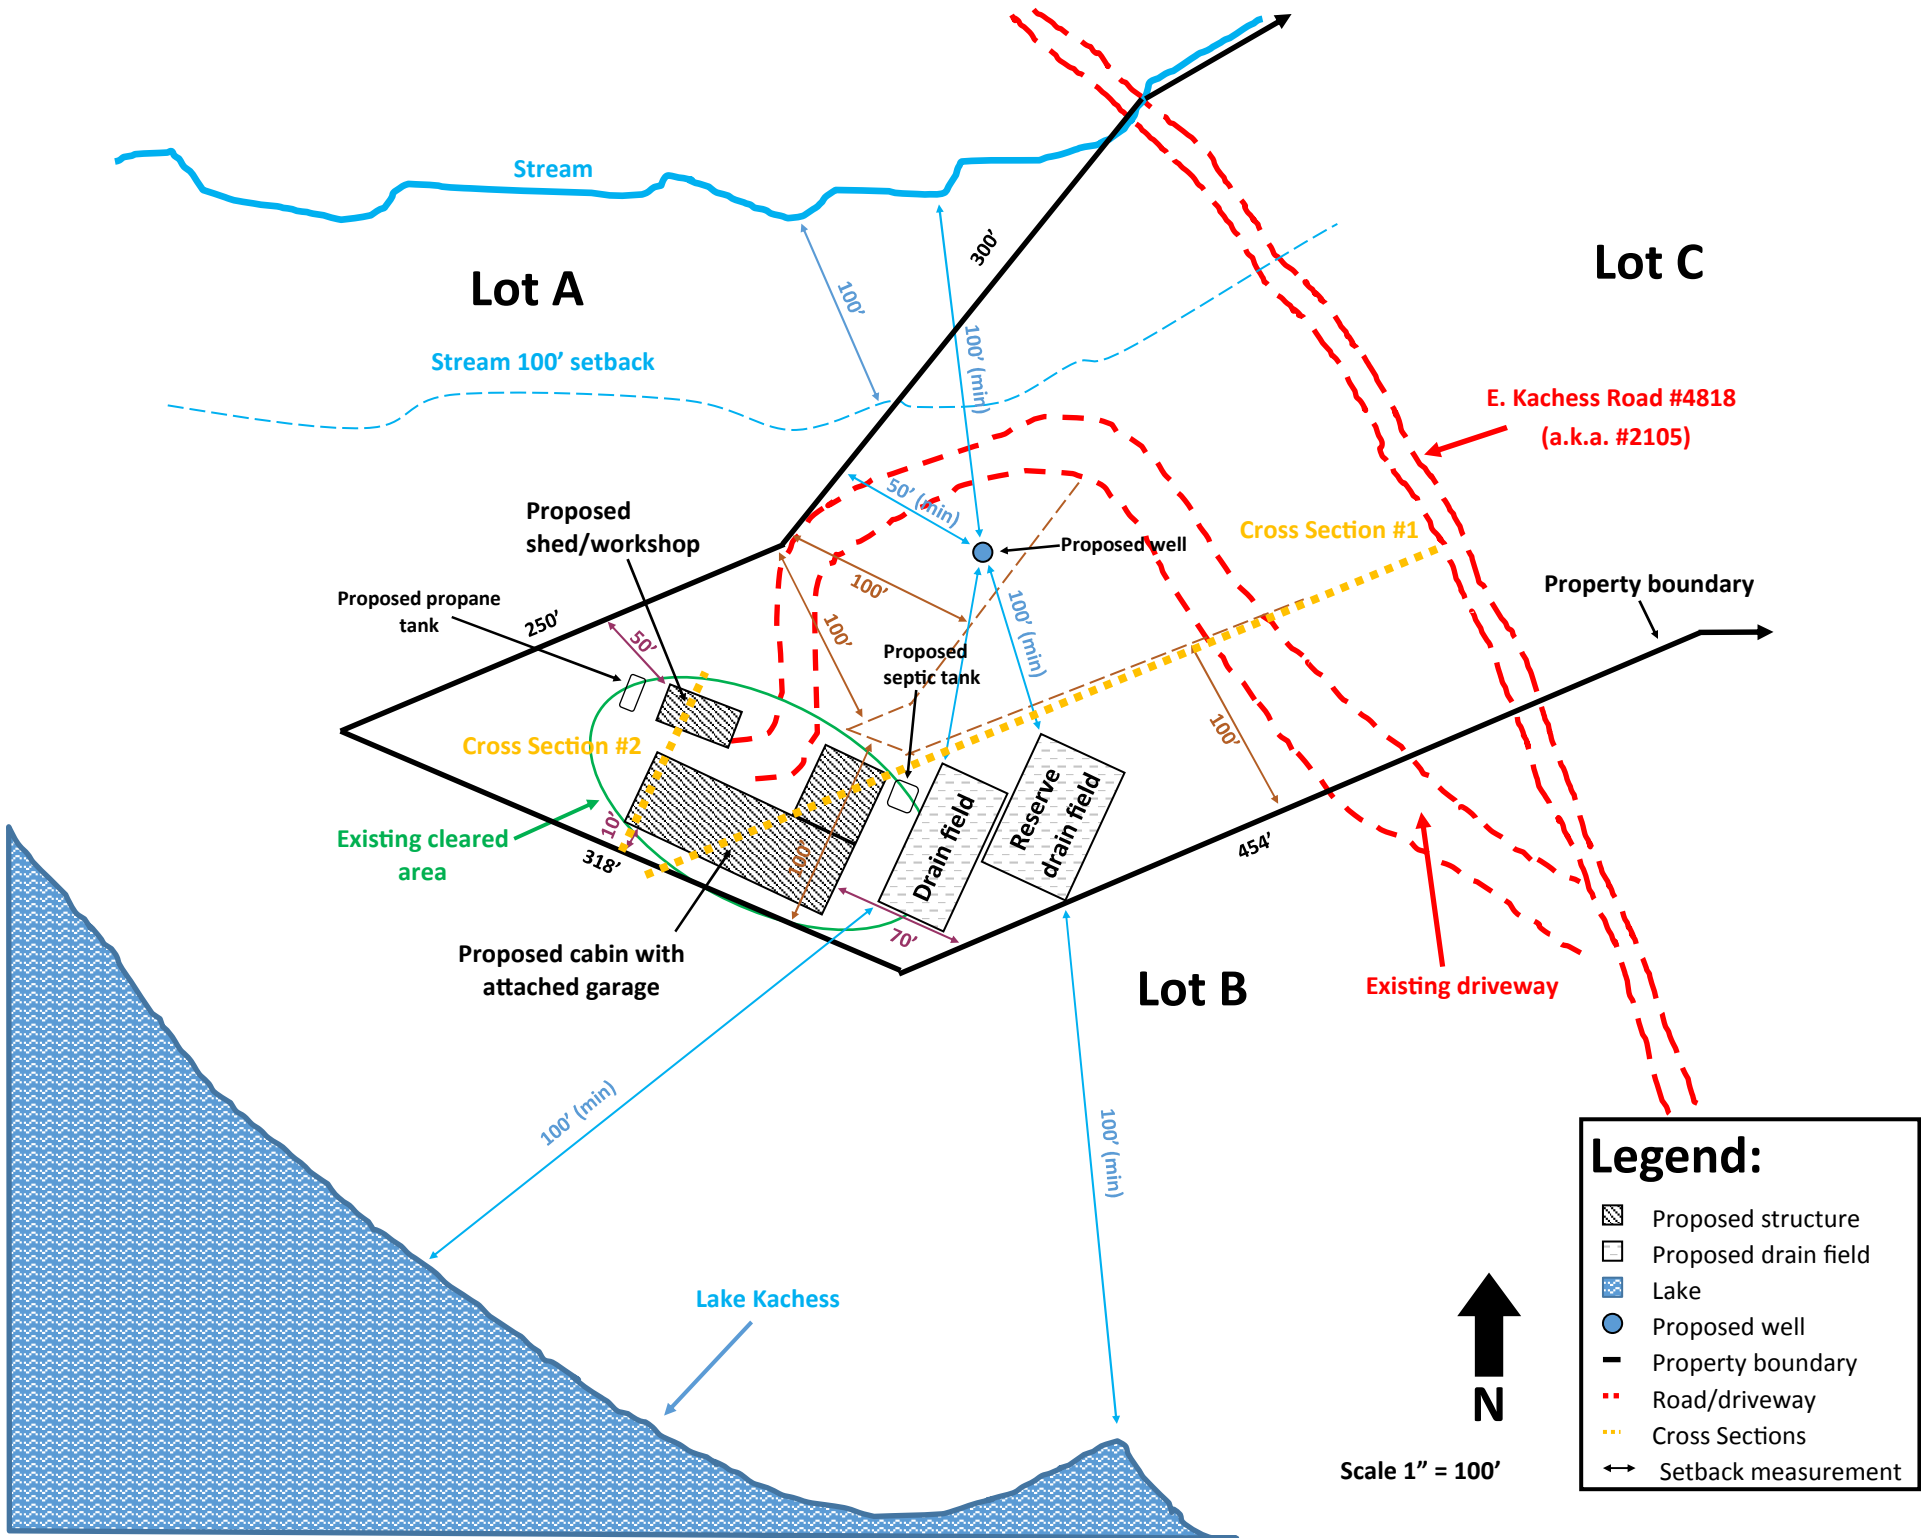 Stream
300'
Lot C
Lot A
100'
100' (min)
Stream 100' setback
E. Kachess Road #4818
(a.k.a. #2105)
50' (min)
Proposed
shed/workshop
Cross Section #1
Proposed well
Property boundary
Proposed propane
tank
250'
100'
100'
100' (min)
50'
Proposed
septic tank
100'
Cross Section #2
10'
Existing cleared
area
318'
100'
Drain field
Reserve
drain field
454'
70'
Proposed cabin with
attached garage
Lot B
Existing driveway
100' (min)
100' (min)
Lake Kachess
N
Scale 1” = 100'
Legend:
Proposed structure
Proposed drain field
Lake
Proposed well
Property boundary
Road/driveway
Cross Sections
Setback measurement